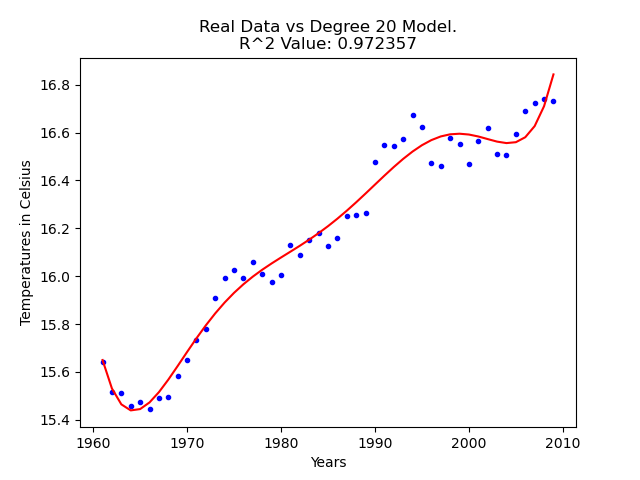 Real Data vs Degree 20 Model.
R^2 Value: 0.972357
16.8
16.6
16.4
16.2
16.0
15.8
15.6
15.4
Temperatures in Celsius
1960 1970 1980 1990 2000 2010
Years